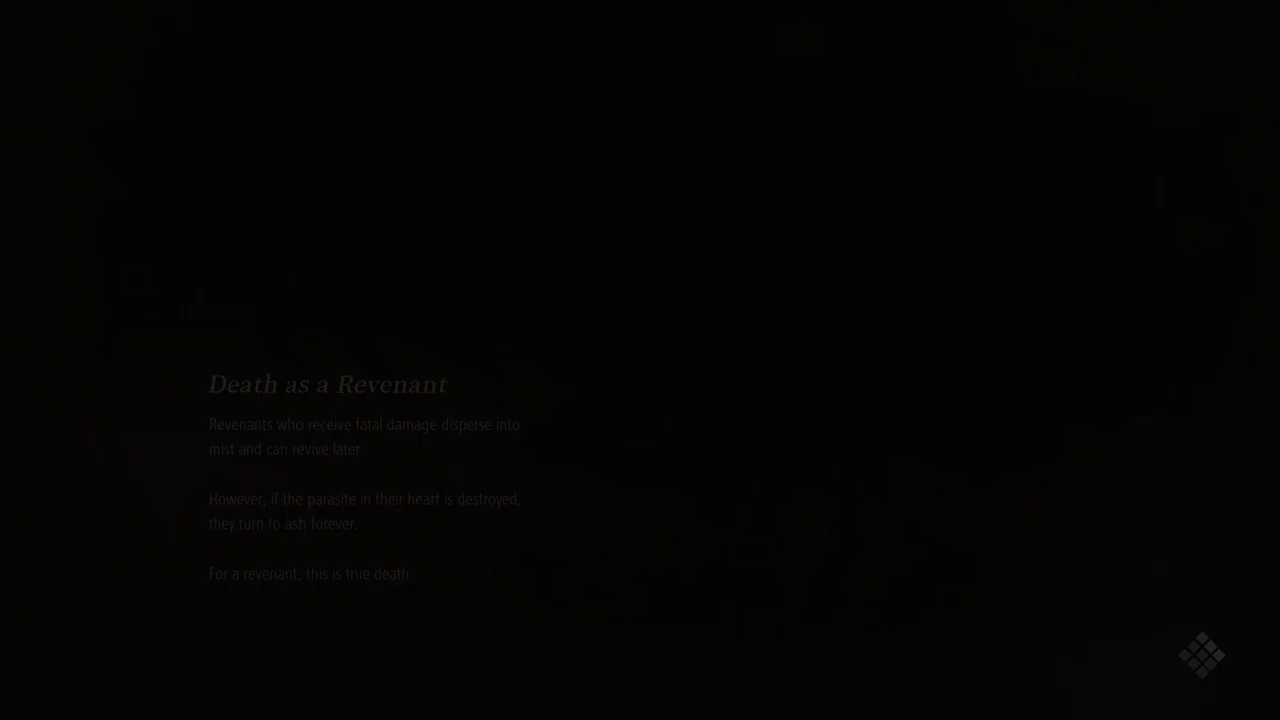 Death as a Revenant
Revenants who receive fatal damage disperse into
mist and can revive later.
However, if the parasite in their heart is destroyed,
they turn to ash forever.
For a revenant, this is true death.